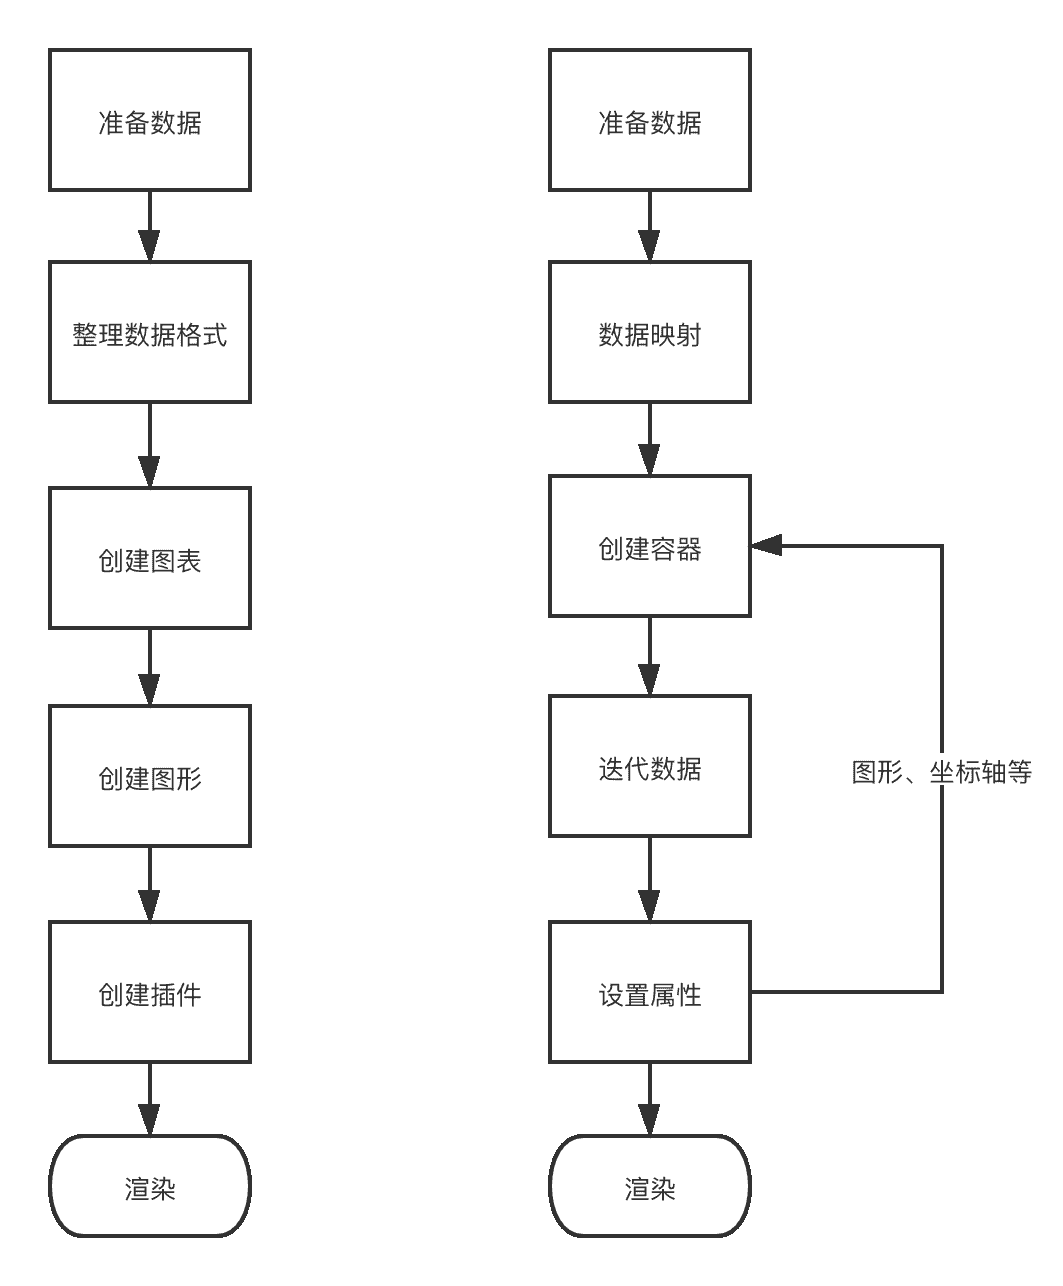 准备数据
整理数据格式
创建图表
创建图形
创建插件
渲染
准备数据
数据映射
创建容器
迭代数据
设置属性
渲染
图形、坐标轴等